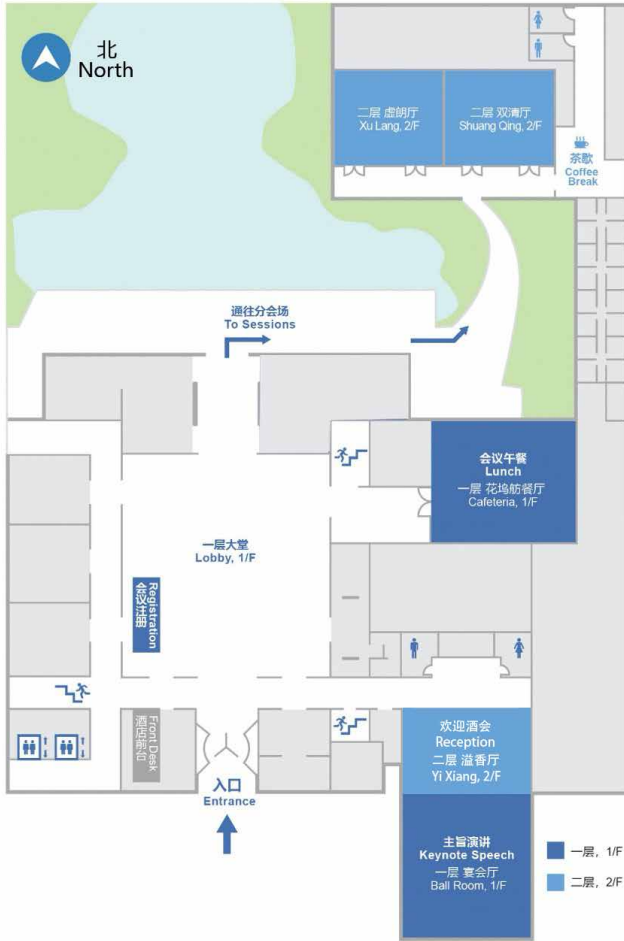 北
North
二层 虚朗厅
Xu Lang, 2/F
二层 双清厅
Shuang Qing, 2/F
茶歇
Coffee
Break
通往分会场
To Sessions
会议午餐
Lunch
一层 花坞舫餐厅
Cafeteria, 1/F
一层大堂
Lobby, 1/F
Registration
会议注册
Front Desk
酒店前台
入口
Entrance
欢迎酒会
Reception
二层 溢香厅
Yi Xiang, 2/F
主旨演讲
Keynote Speech
一层 宴会厅
Ball Room, 1/F
一层, 1/F
二层, 2/F